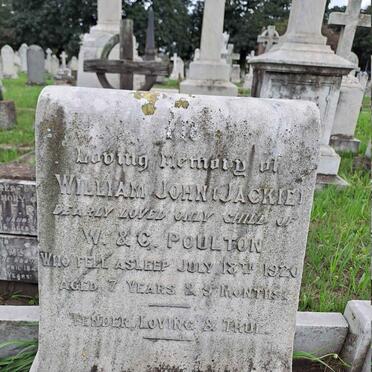 In
Loving Memory of
WILLIAM JOHN (JACKIE)
DEARLY LOVED ONLY CHILD OF
W. & C. POULTON
WHO FELL ASLEEP JULY 13TH 1920
AGED 7 YEARS & 9 MONTHS
TENDER, LOVING & TRUE